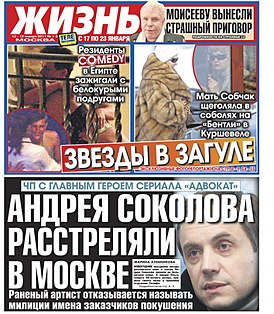 ЖИЗНЬ
МОИСЕЕВУ ВЫНЕСЛИ
СТРАШНЫЙ ПРИГОВОР
МОСКВА
С 17 ПО 23 ЯНВАРЯ
Резиденты
COMEDY
в Египте
зажигали с
белокурыми
подругами
Мать Собчак
щеголяла в
соболях на
«Бентли» в
Куршевеле
ЗВЕЗДЫ В ЗАГУЛЕ
ЧП С ГЛАВНЫМ ГЕРОЕМ СЕРИАЛА «АДВОКАТ»
АНДРЕЯ СОКОЛОВА
РАССТРЕЛЯЛИ
В МОСКВЕ
Раненый артист отказывается называть
милиции имена заказчиков покушения